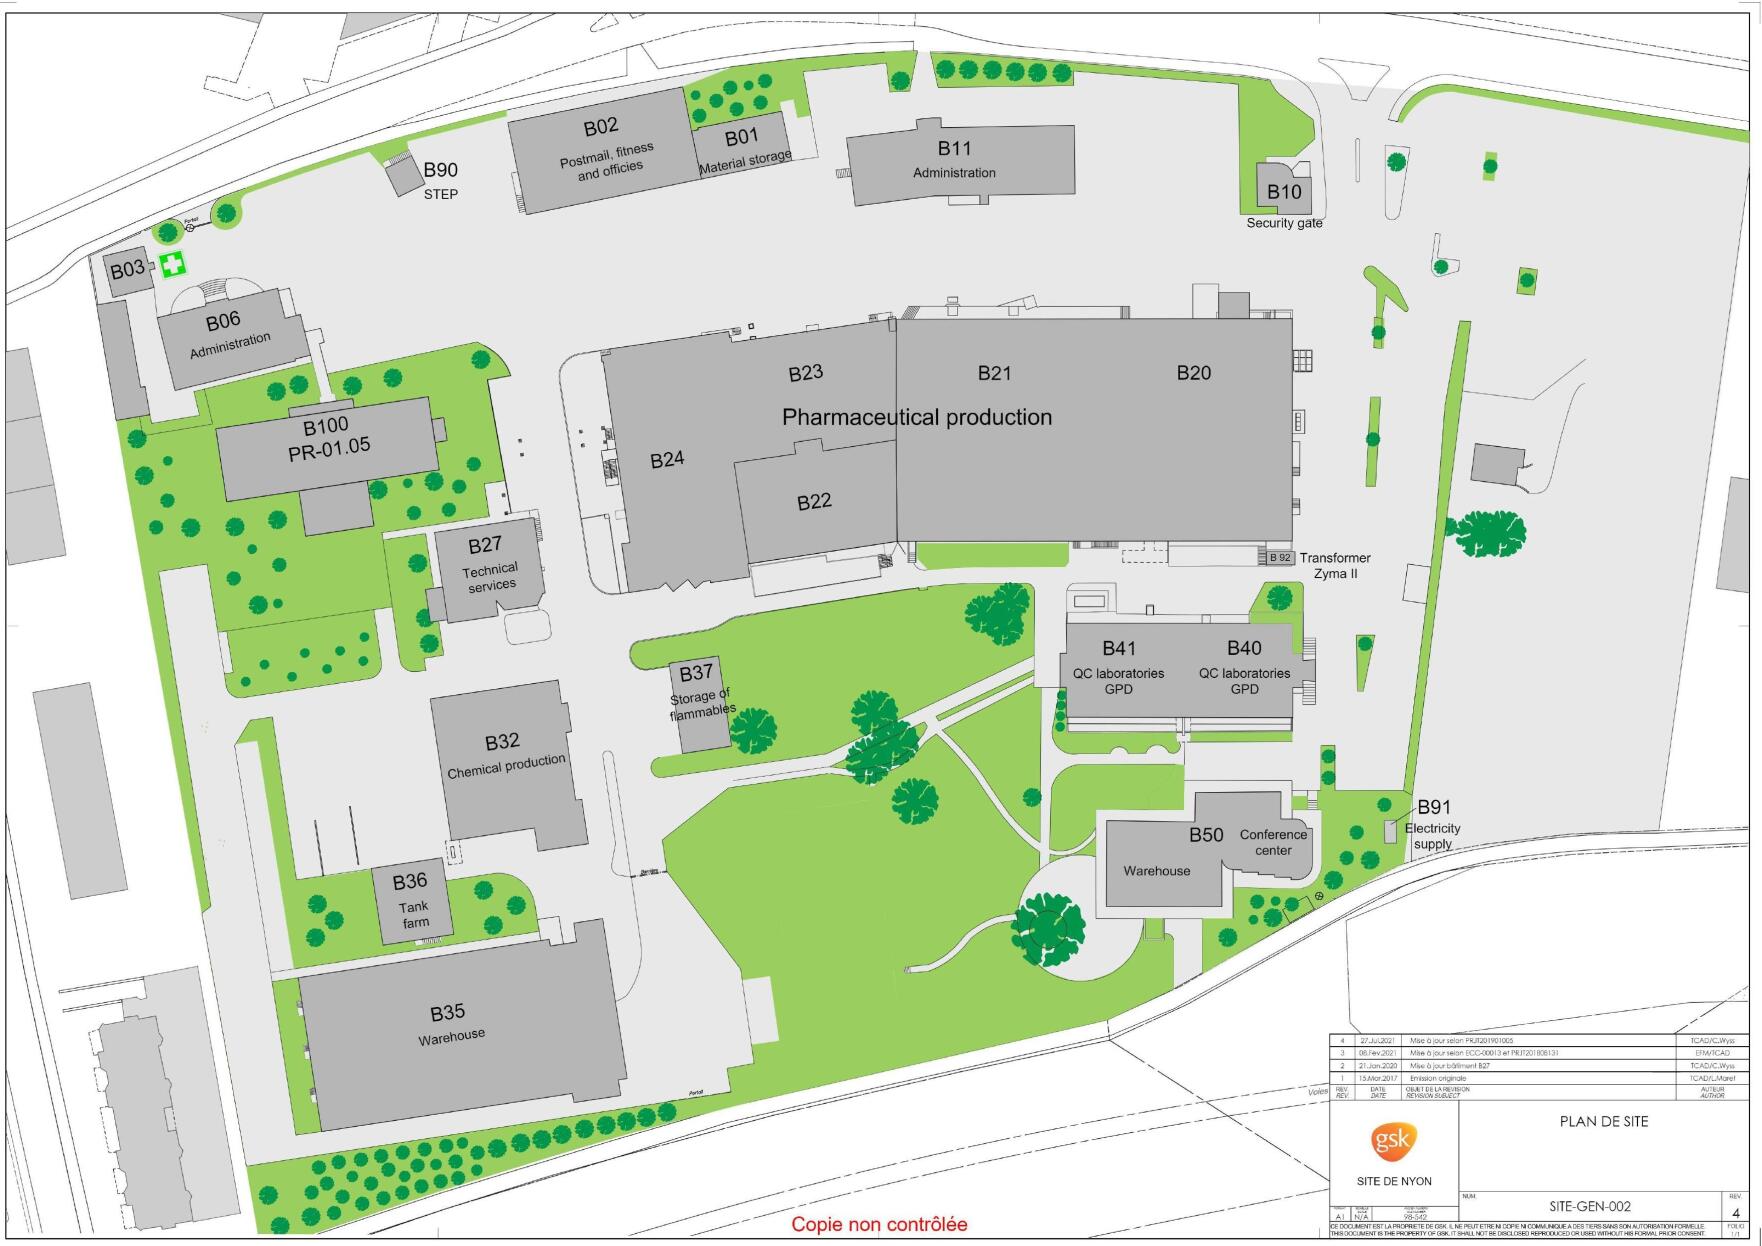 B02
Postmail, fitness
and officies
B01
Material storage
B11
Administration
B90
STEP
B10
Security gate
Portail
B03
B06
Administration
B23
B21
B20
Pharmaceutical production
B24
B22
B100
PR-01.05
B27
Technical
services
B 92
Transformer
Zyma II
B41
QC laboratories
GPD
B40
QC laboratories
GPD
B37
Storage of
flammables
B32
Chemical production
B91
Electricity
supply
B50
Conference
center
Warehouse
B36
Tank
farm
B35
Warehouse
Portail
Voies
4 27.Jul.2021 Mise à jour selon PRJT201901005 TCAD/C.Wyss
3 08.Fev.2021 Mise à jour selon ECC-00013 et PRJT201808131 EFM/TCAD
2 21.Jan.2020 Mise à jour bâtiment B27 TCAD/C.Wyss
1 15.Mar.2017 Emission originale TCAD/L.Maret
REV. DATE OBJET DE LA REVISION AUTEUR
REV. DATE REVISION SUBJECT AUTHOR
gsk
SITE DE NYON
PLAN DE SITE
NUM.
SITE-GEN-002
REV.
4
A1 N/A 98-542
FOLIO
1/1
CE DOCUMENT EST LA PROPRIETE DE GSK. IL NE PEUT ETRE NI COPIE NI COMMUNIQUE A DES TIERS SANS SON AUTORISATION FORMELLE.
THIS DOCUMENT IS THE PROPERTY OF GSK. IT SHALL NOT BE DISCLOSED REPRODUCED OR USED WITHOUT HIS FORMAL PRIOR CONSENT.
Copie non contrôlée